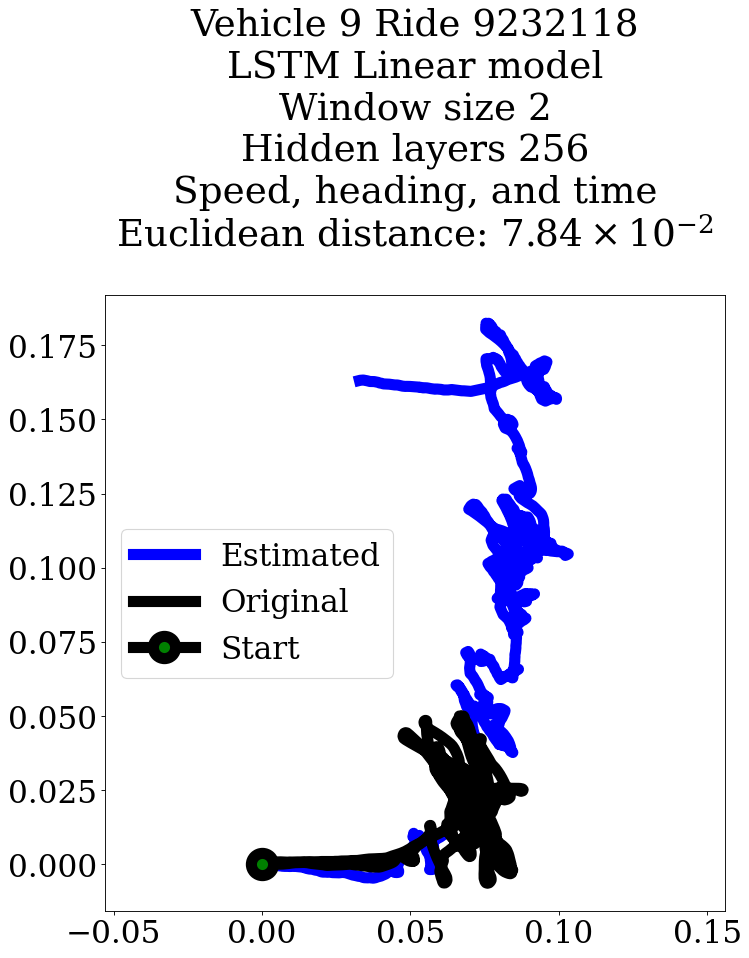 Vehicle 9 Ride 9232118
LSTM Linear model
Window size 2
Hidden layers 256
Speed, heading, and time
Euclidean distance: 7.84 × 10⁻²
0.175
0.150
0.125
0.100
0.075
0.050
0.025
0.000
Estimated
Original
Start
−0.05 0.00 0.05 0.10 0.15